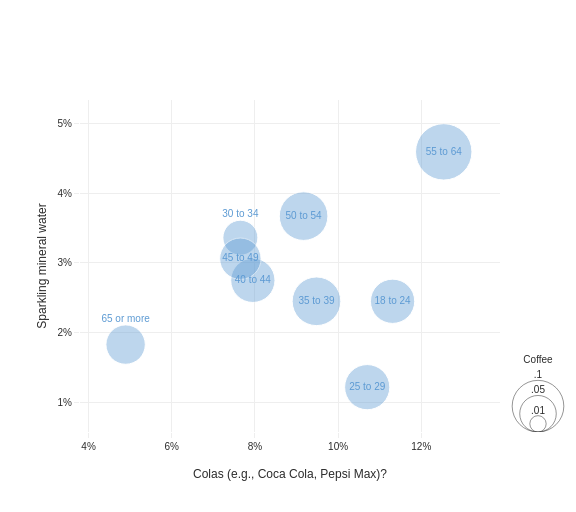 5%
4%
3%
2%
1%
Sparkling mineral water
55 to 64
30 to 34
50 to 54
45 to 49
40 to 44
35 to 39
18 to 24
65 or more
25 to 29
Coffee
.1
.05
.01
4%
6%
8%
10%
12%
Colas (e.g., Coca Cola, Pepsi Max)?